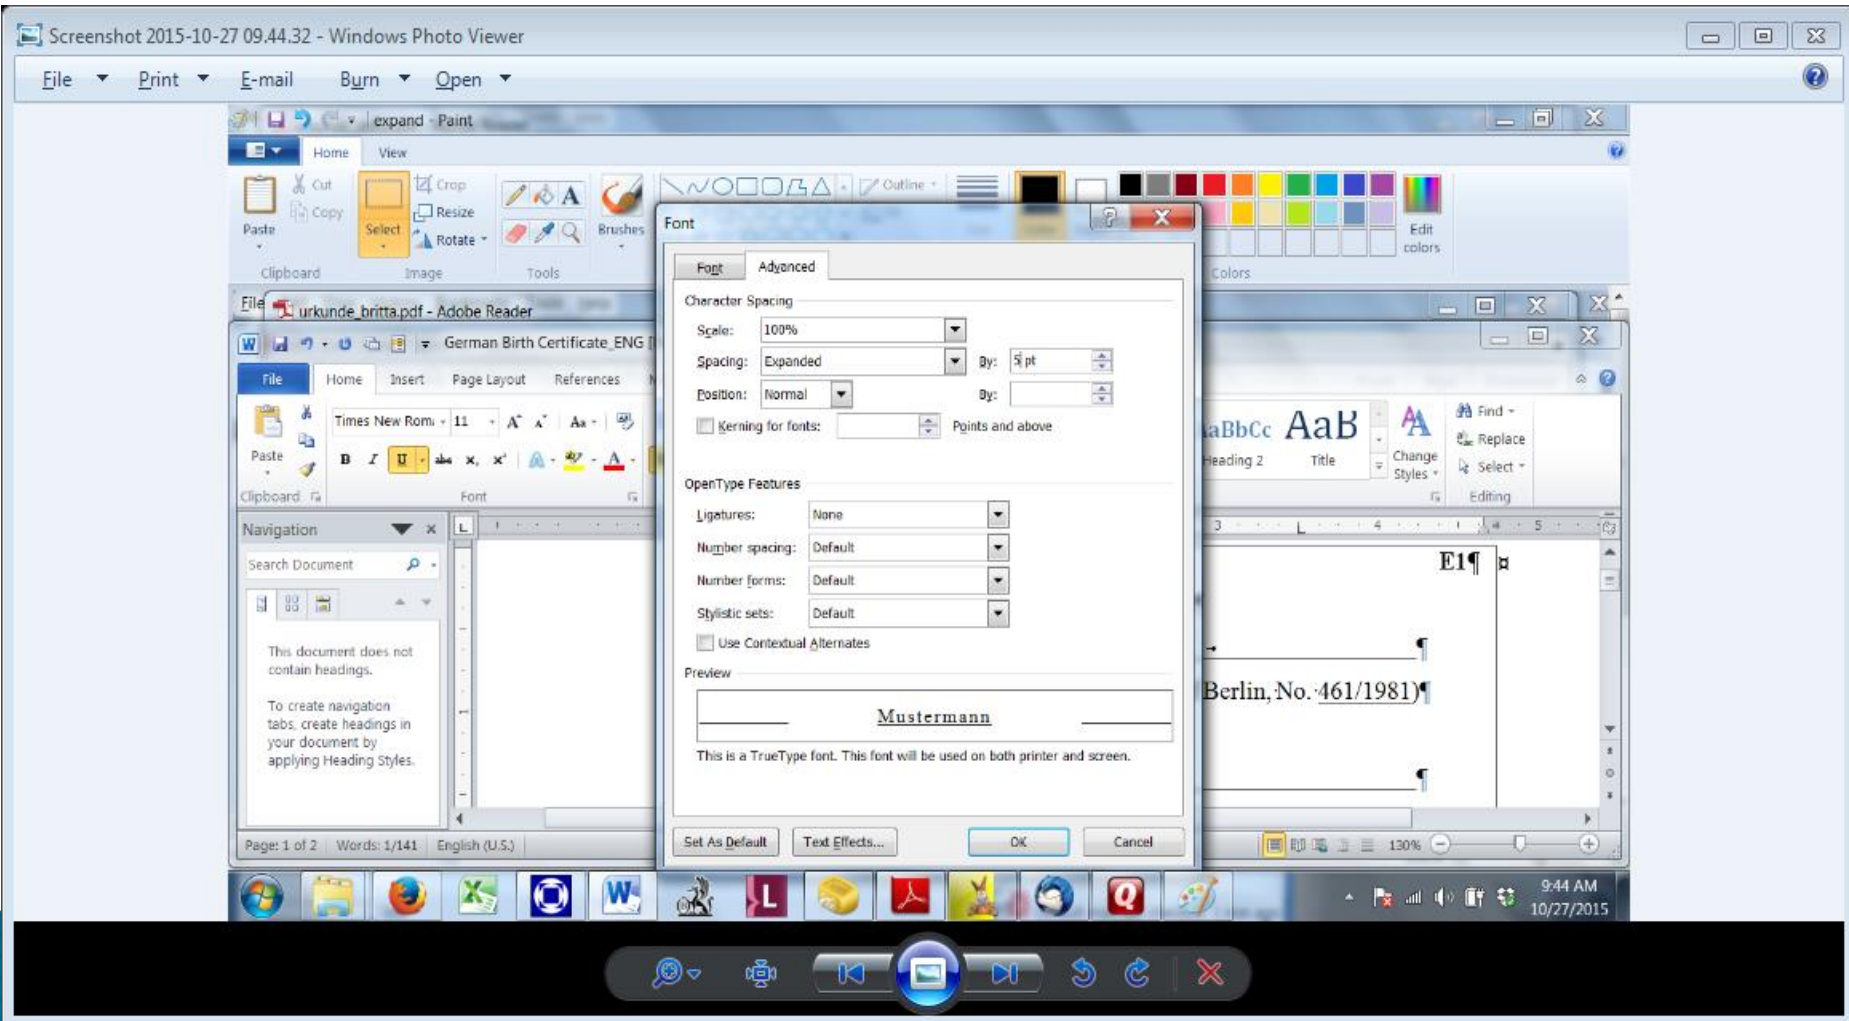 Screenshot 2015-10-27 09.44.32 - Windows Photo Viewer
File Print E-mail Burn Open
expand - Paint
Home View
Cut
Copy
Paste
Clipboard
Select
Crop
Resize
Rotate
Image
Tools
Brushes
Outline
Edit colors
Colors
File
urkunde_britta.pdf - Adobe Reader
German Birth Certificate_ENG
File Home Insert Page Layout References
Times New Rom 11
Paste
Clipboard Font
AaB
Heading 2 Title
Change Styles
Find
Replace
Select
Editing
Navigation
Search Document
This document does not
contain headings.
To create navigation
tabs, create headings in
your document by
applying Heading Styles.
Font
Font Advanced
Character Spacing
Scale: 100%
Spacing: Expanded By: 5 pt
Position: Normal By:
Kerning for fonts: Points and above
OpenType Features
Ligatures: None
Number spacing: Default
Number forms: Default
Stylistic sets: Default
Use Contextual Alternates
Preview
Mustermann
This is a TrueType font. This font will be used on both printer and screen.
Set As Default Text Effects... OK Cancel
3 4 5
E1¶
Berlin, No. 461/1981)¶
Page: 1 of 2 Words: 1/141 English (U.S.) 130%
9:44 AM
10/27/2015